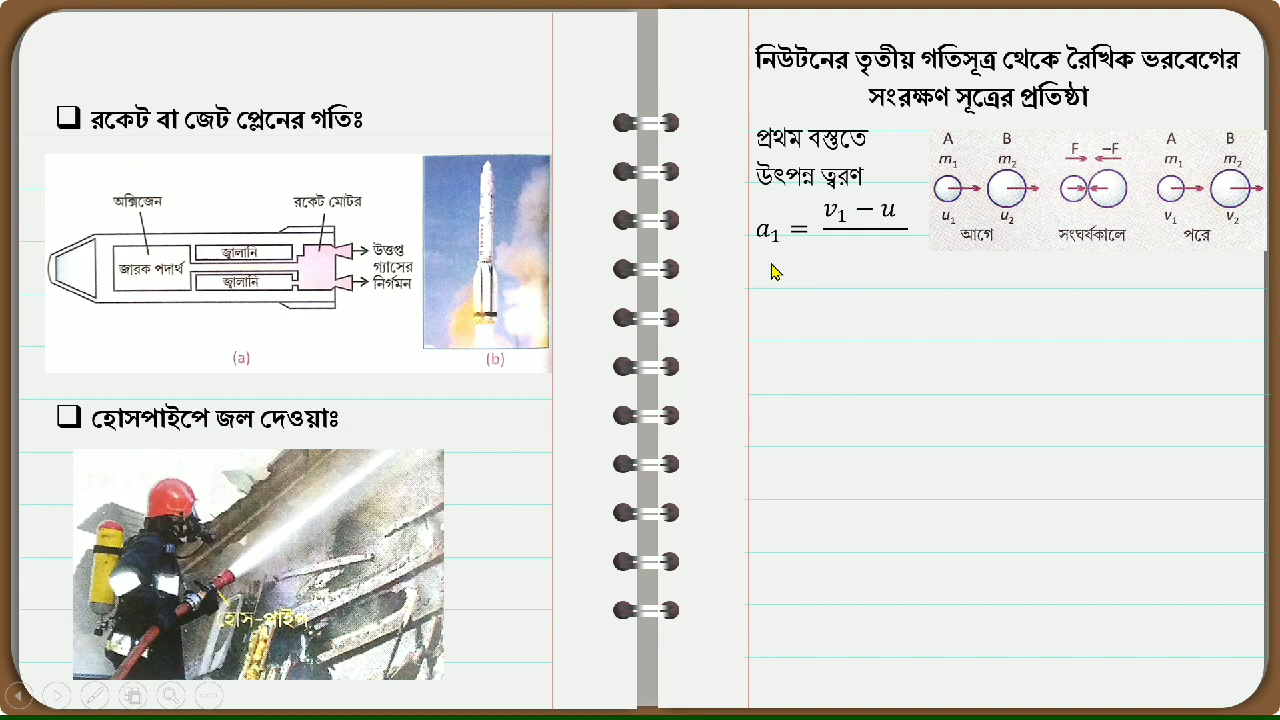 ❑ রকেট বা জেট প্লেনের গতিঃ
অক্সিজেন
রকেট মোটর
জ্বালানি
জারক পদার্থ
জ্বালানি
উত্তপ্ত
গ্যাসের
নির্গমন
(a)
(b)
❑ হোসপাইপে জল দেওয়াঃ
হোস-পাইপ
নিউটনের তৃতীয় গতিসূত্র থেকে রৈখিক ভরবেগের
সংরক্ষণ সূত্রের প্রতিষ্ঠা
প্রথম বস্তুতে
উৎপন্ন ত্বরণ
a₁ = v₁ − u
A B F −F A B
m₁ m₂ m₁ m₂
u₁ u₂ v₁ v₂
আগে সংঘর্ষকালে পরে